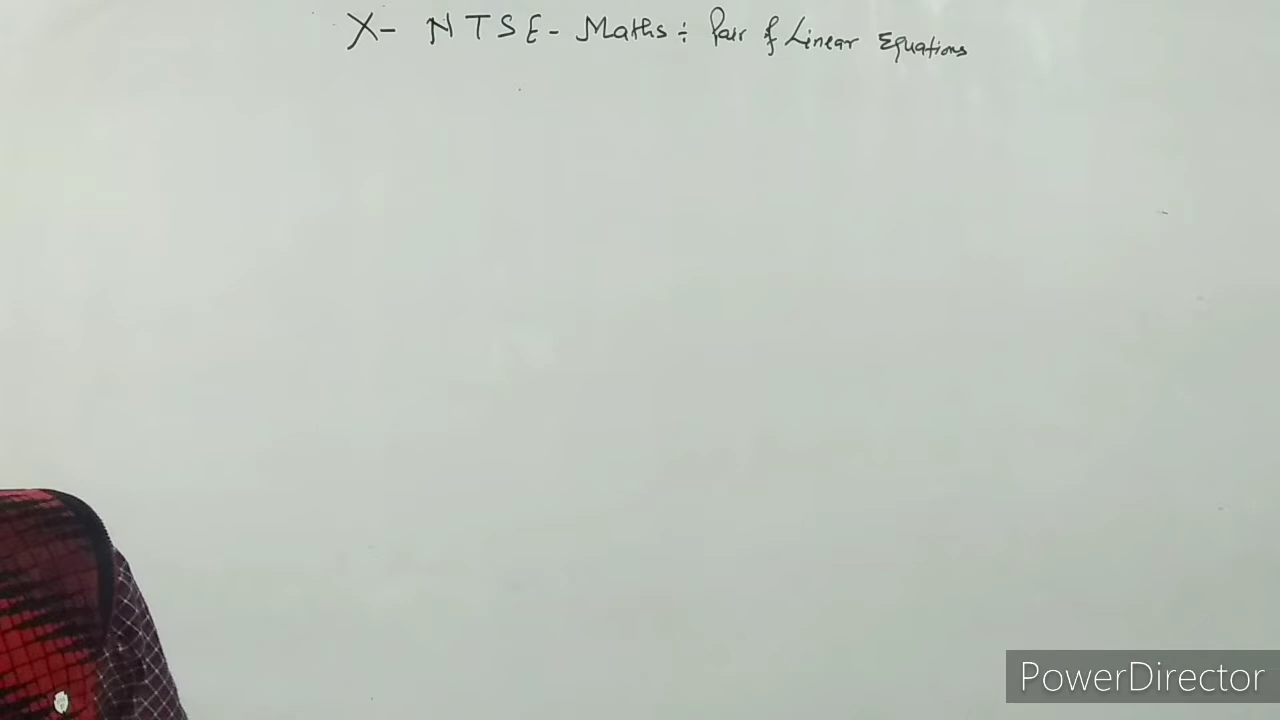 X- NTSE- Maths ÷ Pair of Linear Equations
PowerDirector